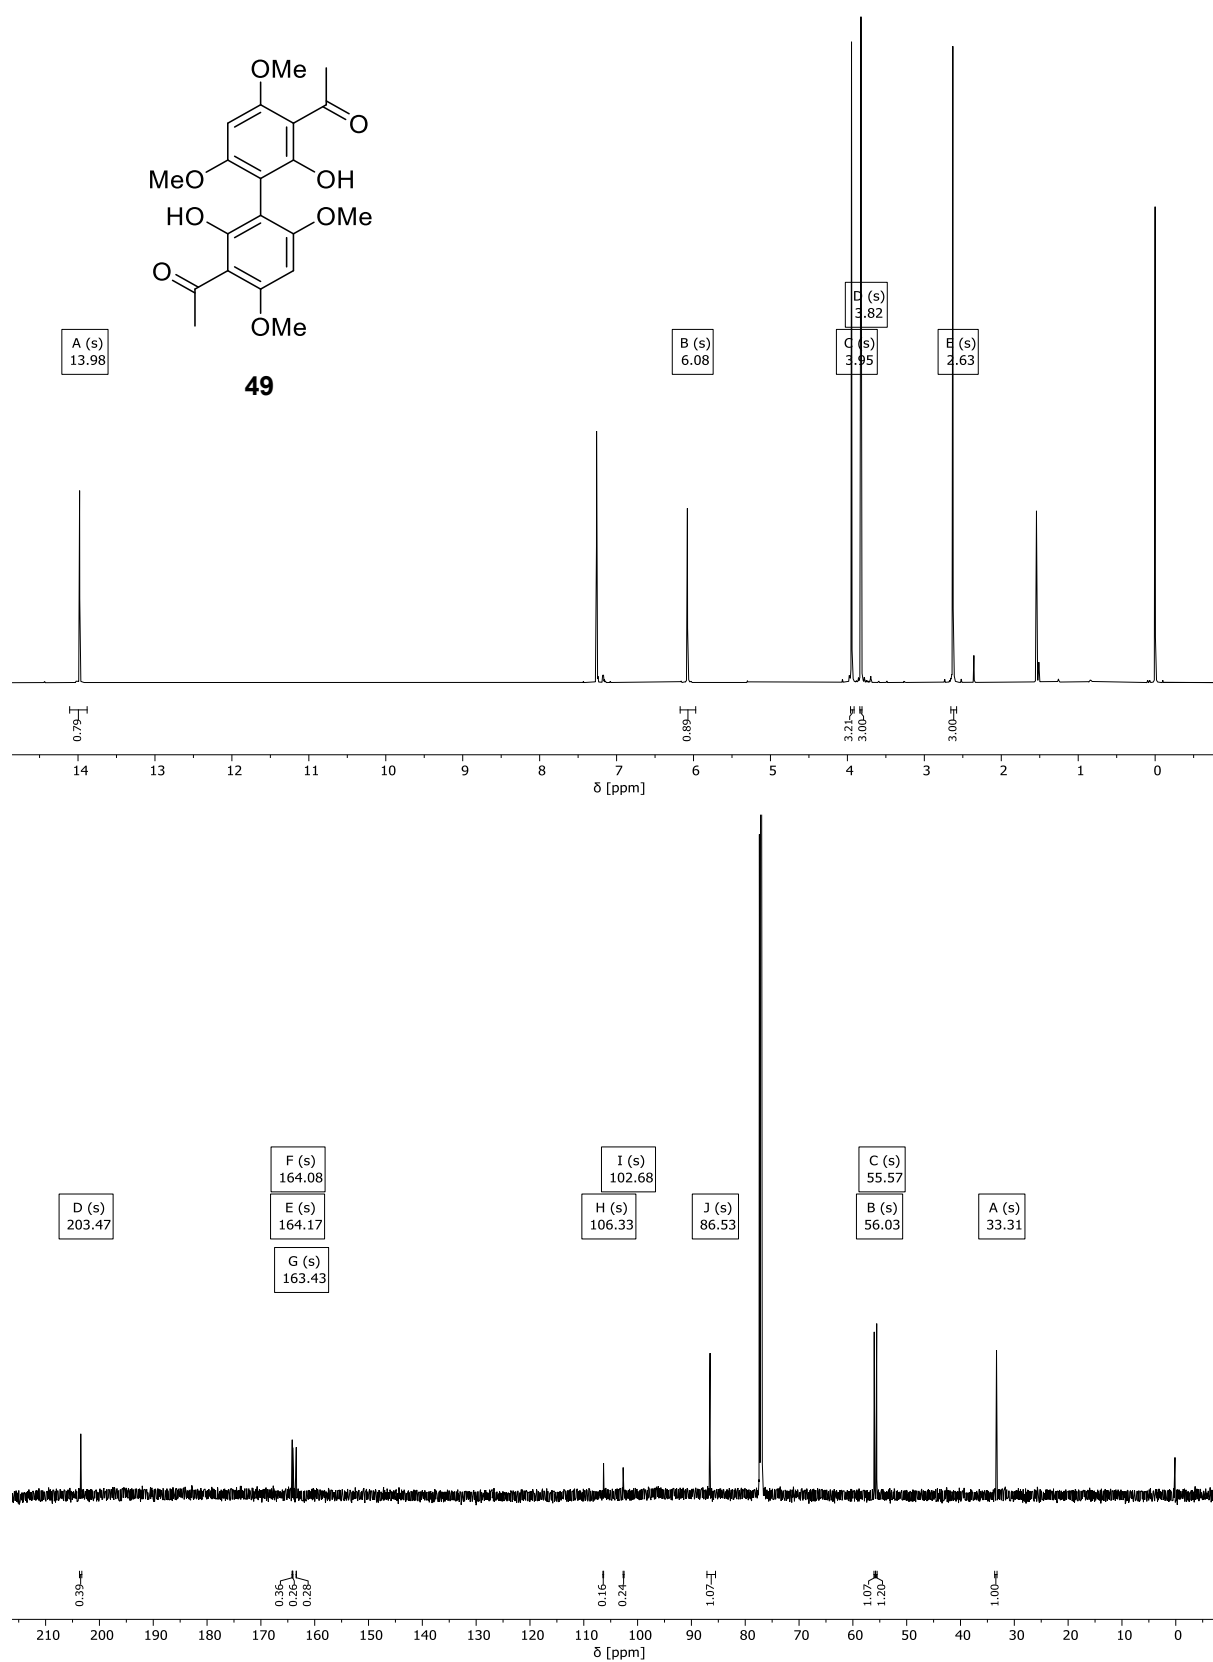 OMe
O
MeO
OH
HO
OMe
O
OMe
49
A (s)
13.98
B (s)
6.08
D (s)
3.82
C (s)
3.95
E (s)
2.63
0.79
0.89
3.21
3.00
3.00
14 13 12 11 10 9 8 7 6 5 4 3 2 1 0
δ [ppm]
F (s)
164.08
I (s)
102.68
C (s)
55.57
D (s)
203.47
E (s)
164.17
H (s)
106.33
J (s)
86.53
B (s)
56.03
A (s)
33.31
G (s)
163.43
0.39
0.36
0.26
0.28
0.16
0.24
1.07
1.07
1.20
1.00
210 200 190 180 170 160 150 140 130 120 110 100 90 80 70 60 50 40 30 20 10 0
δ [ppm]